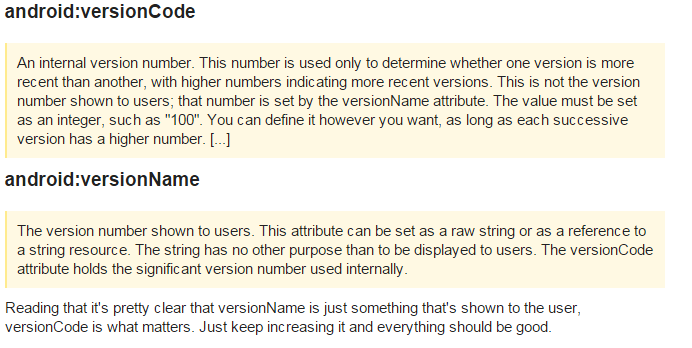 android:versionCode
An internal version number. This number is used only to determine whether one version is more
recent than another, with higher numbers indicating more recent versions. This is not the version
number shown to users; that number is set by the versionName attribute. The value must be set
as an integer, such as "100". You can define it however you want, as long as each successive
version has a higher number. [...]
android:versionName
The version number shown to users. This attribute can be set as a raw string or as a reference to
a string resource. The string has no other purpose than to be displayed to users. The versionCode
attribute holds the significant version number used internally.
Reading that it's pretty clear that versionName is just something that's shown to the user,
versionCode is what matters. Just keep increasing it and everything should be good.